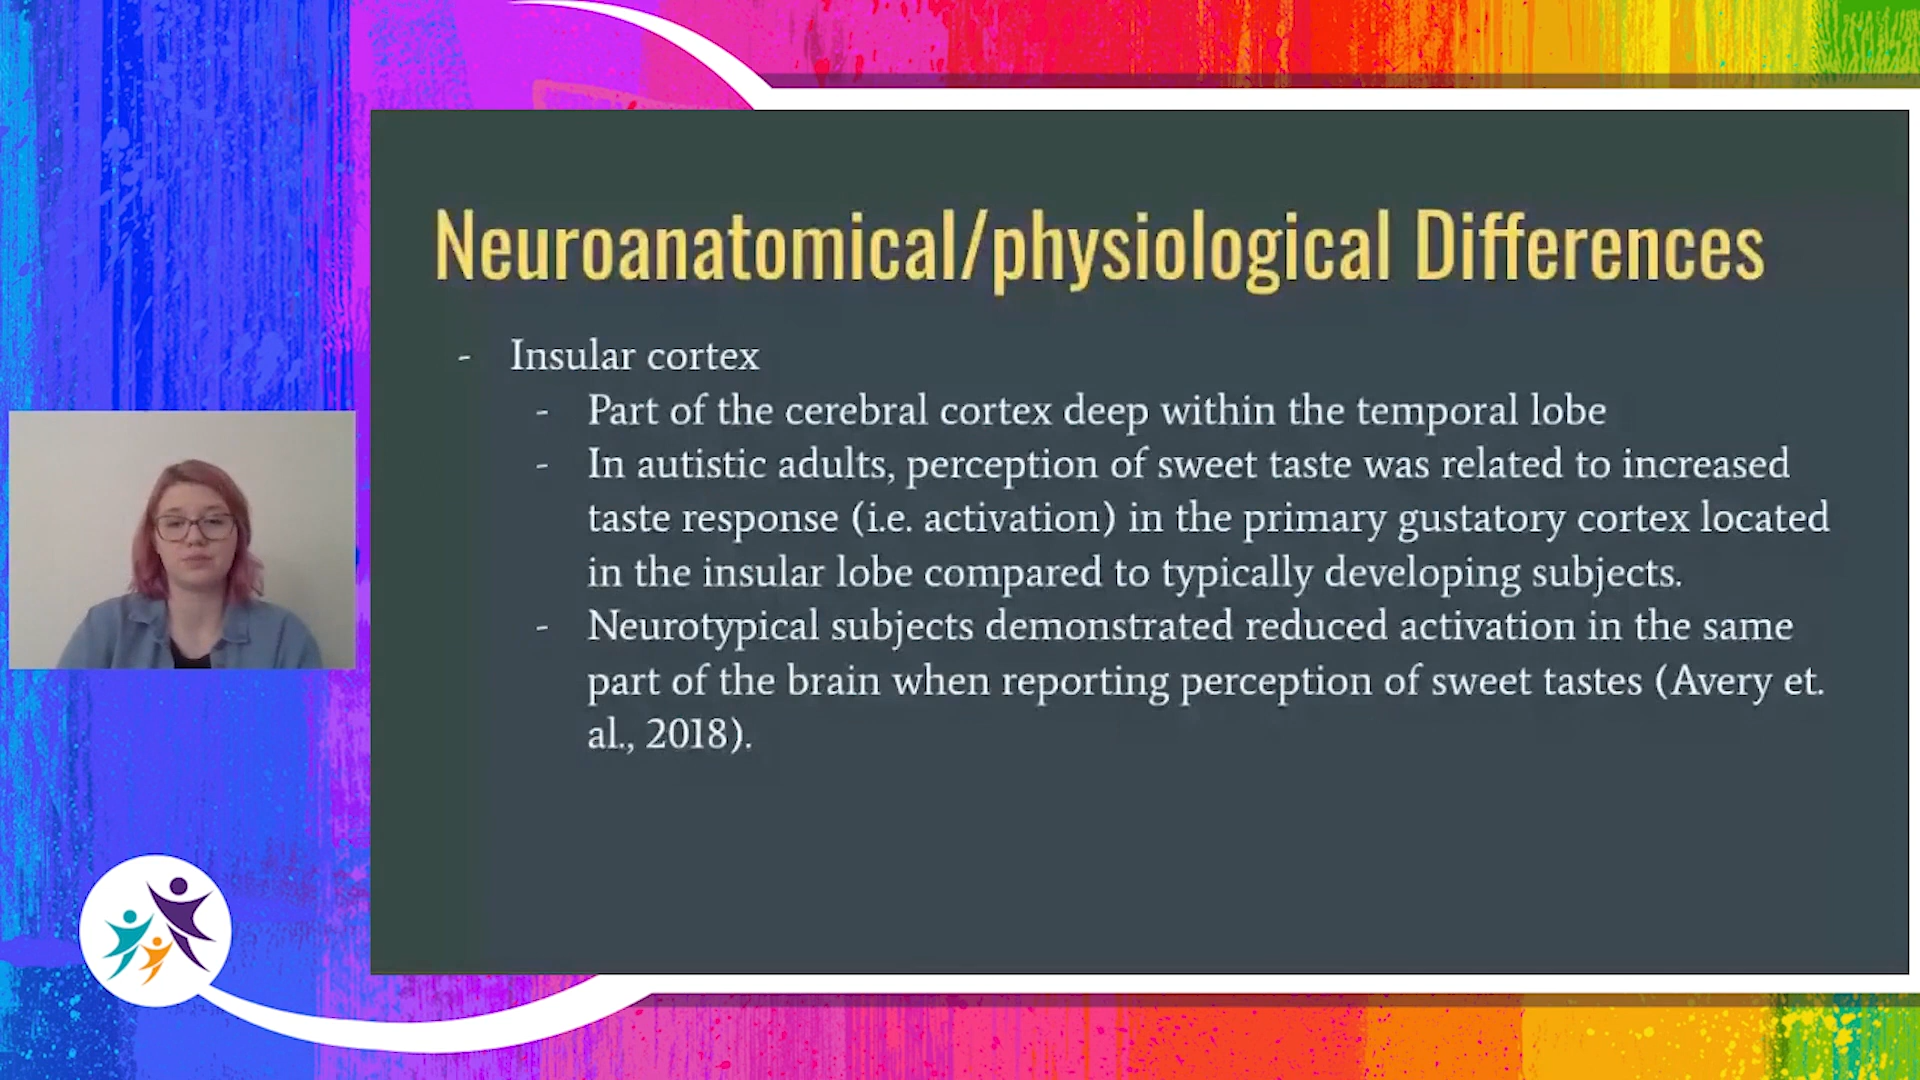 Neuroanatomical/physiological Differences
- Insular cortex
- Part of the cerebral cortex deep within the temporal lobe
- In autistic adults, perception of sweet taste was related to increased
taste response (i.e. activation) in the primary gustatory cortex located
in the insular lobe compared to typically developing subjects.
- Neurotypical subjects demonstrated reduced activation in the same
part of the brain when reporting perception of sweet tastes (Avery et.
al., 2018).